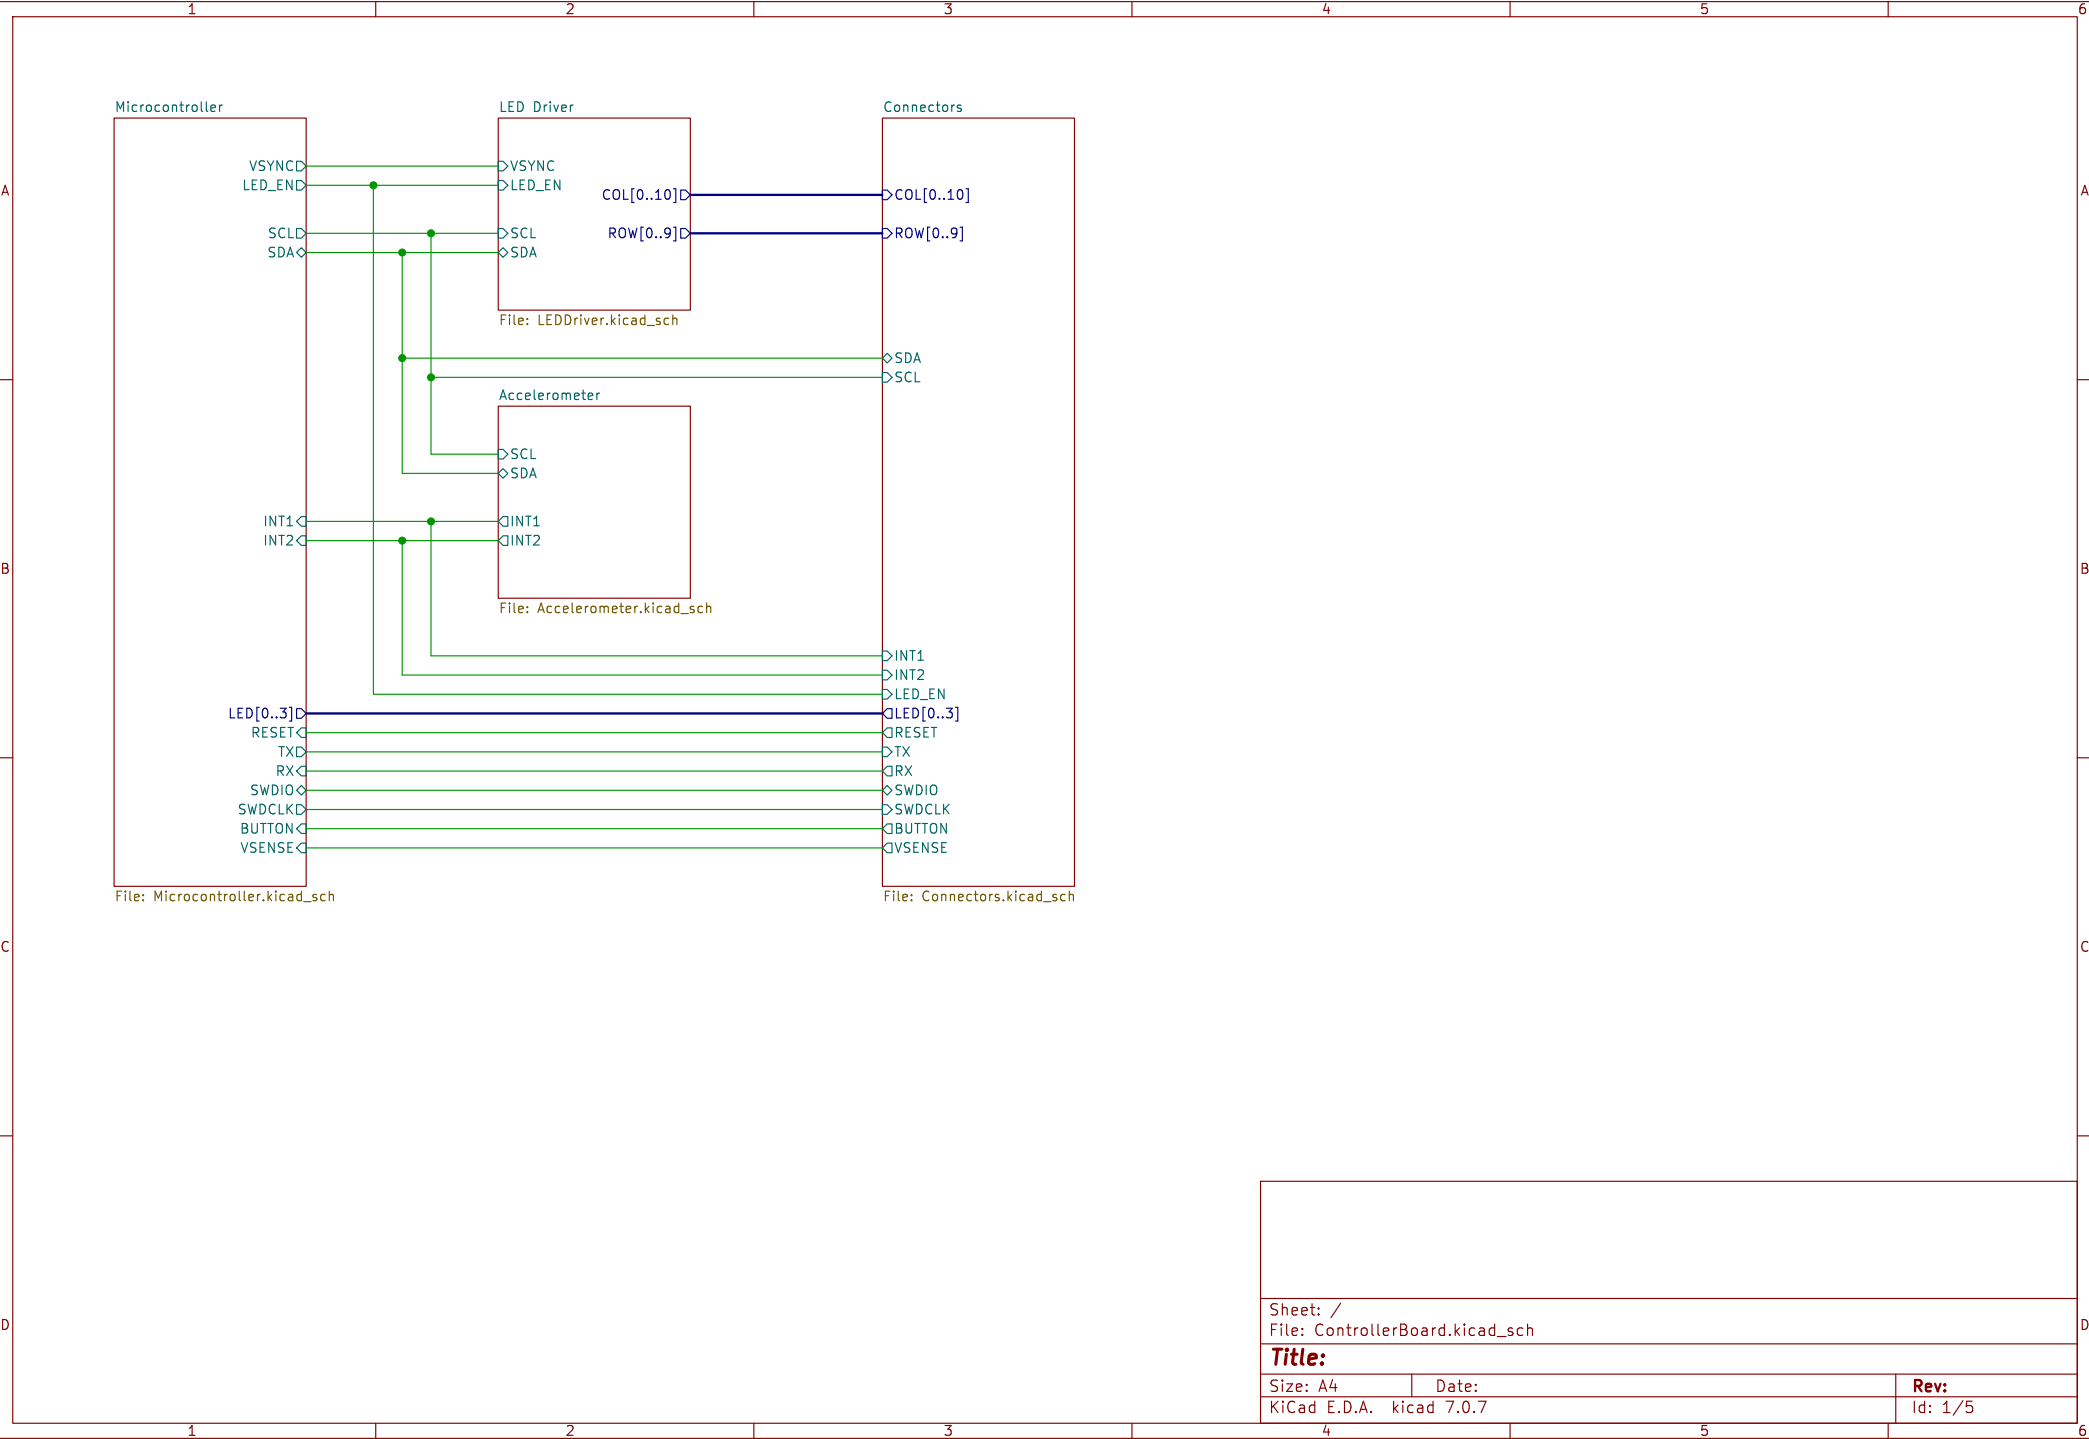 1 2 3 4 5 6
Microcontroller LED Driver Connectors
VSYNC VSYNC
A LED_EN LED_EN A
COL[0..10] COL[0..10]
SCL SCL ROW[0..9] ROW[0..9]
SDA SDA
File: LEDDriver.kicad_sch
SDA
SCL
Accelerometer
SCL
SDA
INT1 INT1
INT2 INT2
B B
File: Accelerometer.kicad_sch
INT1
INT2
LED_EN
LED[0..3] LED[0..3]
RESET RESET
TX TX
RX RX
SWDIO SWDIO
SWDCLK SWDCLK
BUTTON BUTTON
VSENSE VSENSE
File: Microcontroller.kicad_sch File: Connectors.kicad_sch
C C
Sheet: /
D File: ControllerBoard.kicad_sch D
Title:
Size: A4 Date: Rev:
KiCad E.D.A. kicad 7.0.7 Id: 1/5
1 2 3 4 5 6